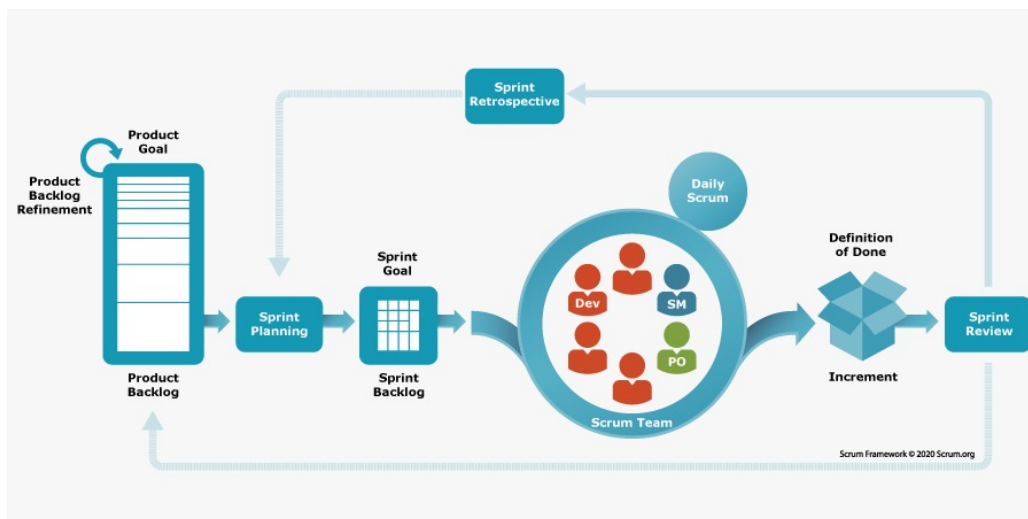 Sprint
Retrospective
Product
Goal
Product
Backlog
Refinement
Daily
Scrum
Definition
of Done
Sprint
Goal
Dev
SM
Sprint
Planning
PO
Sprint
Review
Product
Backlog
Sprint
Backlog
Scrum Team
Increment
Scrum Framework © 2020 Scrum.org